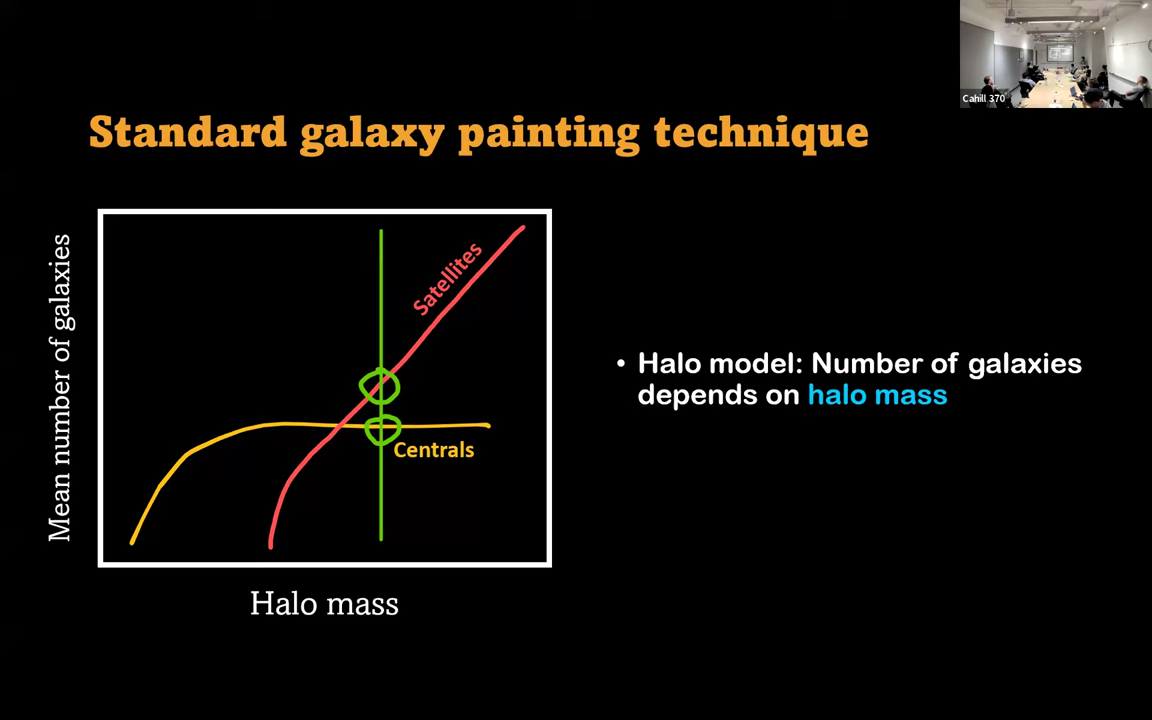 Cahill 370
Standard galaxy painting technique
Mean number of galaxies
Satellites
Centrals
Halo mass
• Halo model: Number of galaxies
depends on halo mass